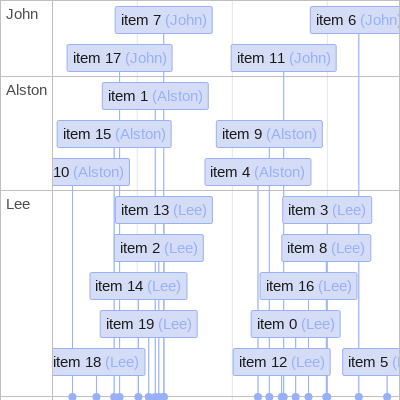 John
item 7 (John)
item 6 (John)
item 17 (John)
item 11 (John)
Alston
item 1 (Alston)
item 15 (Alston)
item 9 (Alston)
10 (Alston)
item 4 (Alston)
Lee
item 13 (Lee)
item 3 (Lee)
item 2 (Lee)
item 8 (Lee)
item 14 (Lee)
item 16 (Lee)
item 19 (Lee)
item 0 (Lee)
item 18 (Lee)
item 12 (Lee)
item 5 (